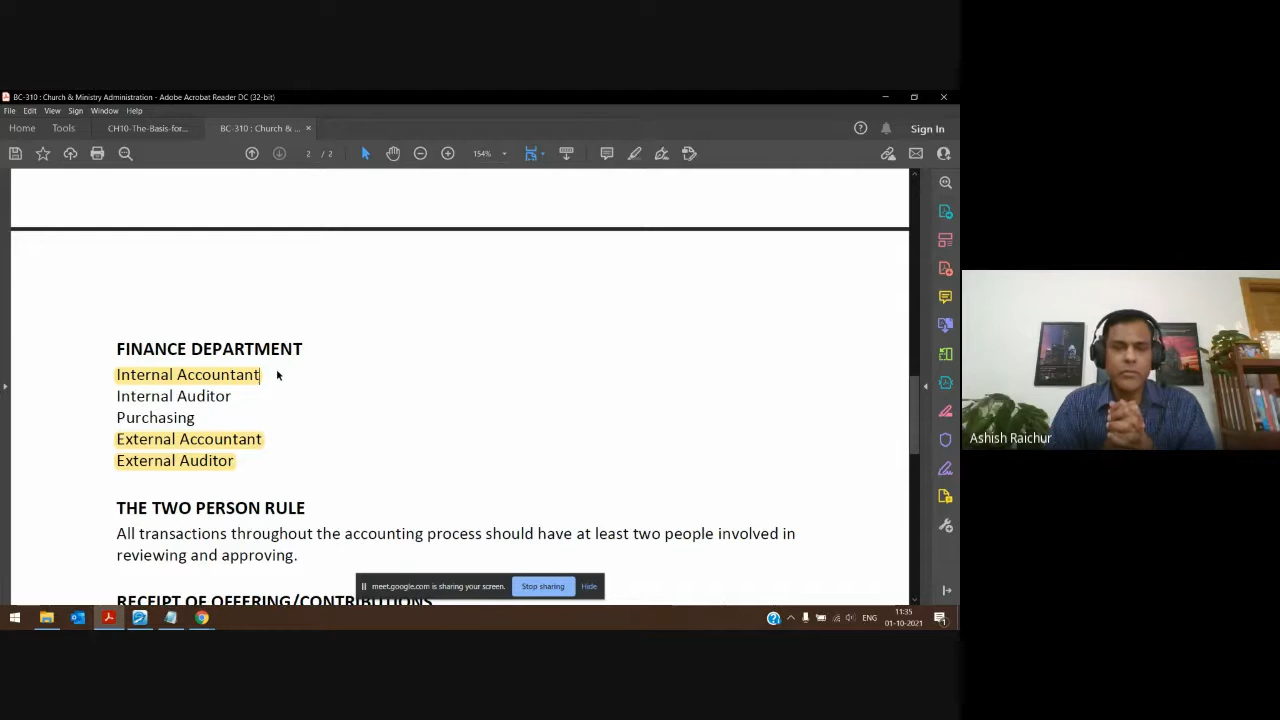 BC-310 : Church & Ministry Administration - Adobe Acrobat Reader DC (32-bit)
File Edit View Sign Window Help
Home Tools CH10-The-Basis-for... BC-310 : Church & ... × Sign In
2 / 2 154%
FINANCE DEPARTMENT
Internal Accountant
Internal Auditor
Purchasing
External Accountant
External Auditor
THE TWO PERSON RULE
All transactions throughout the accounting process should have at least two people involved in
reviewing and approving.
RECEIPT OF OFFERING/CONTRIBUTIONS
meet.google.com is sharing your screen. Stop sharing Hide
ENG 11:35
01-10-2021
Ashish Raichur